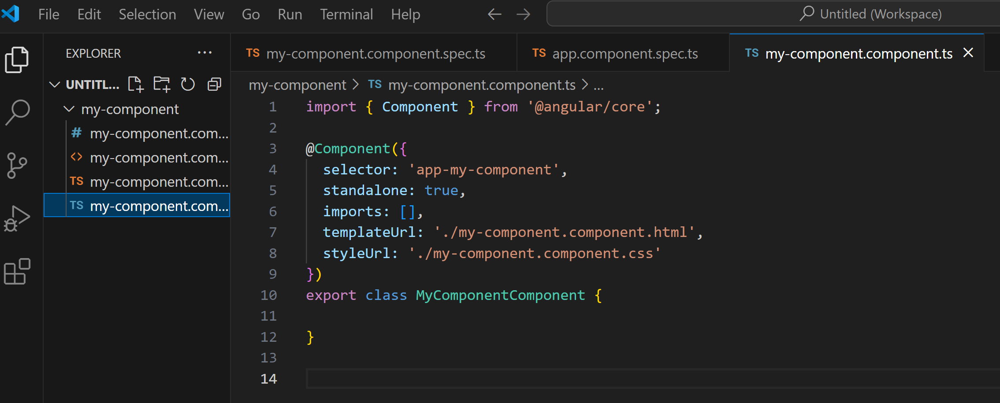 File Edit Selection View Go Run Terminal Help Untitled (Workspace)
EXPLORER ...
UNTITL...
my-component
# my-component.com...
<> my-component.com...
TS my-component.com...
TS my-component.com...
TS my-component.component.spec.ts TS app.component.spec.ts TS my-component.component.ts
my-component > TS my-component.component.ts > ...
1 import { Component } from '@angular/core';
2
3 @Component({
4 selector: 'app-my-component',
5 standalone: true,
6 imports: [],
7 templateUrl: './my-component.component.html',
8 styleUrl: './my-component.component.css'
9 })
10 export class MyComponentComponent {
11
12 }
13
14